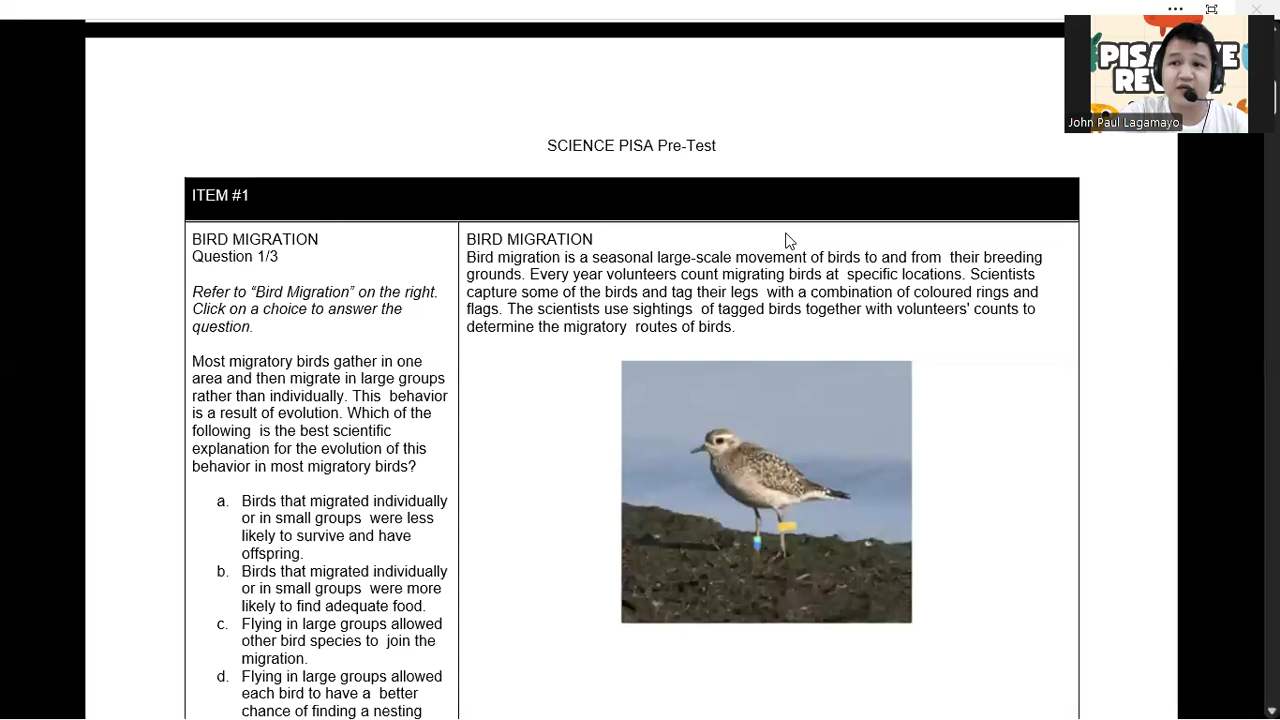 John Paul Lagamayo
SCIENCE PISA Pre-Test
ITEM #1
BIRD MIGRATION
Question 1/3
Refer to “Bird Migration” on the right.
Click on a choice to answer the
question.
Most migratory birds gather in one
area and then migrate in large groups
rather than individually. This behavior
is a result of evolution. Which of the
following is the best scientific
explanation for the evolution of this
behavior in most migratory birds?
a. Birds that migrated individually
or in small groups were less
likely to survive and have
offspring.
b. Birds that migrated individually
or in small groups were more
likely to find adequate food.
c. Flying in large groups allowed
other bird species to join the
migration.
d. Flying in large groups allowed
each bird to have a better
chance of finding a nesting
BIRD MIGRATION
Bird migration is a seasonal large-scale movement of birds to and from their breeding
grounds. Every year volunteers count migrating birds at specific locations. Scientists
capture some of the birds and tag their legs with a combination of coloured rings and
flags. The scientists use sightings of tagged birds together with volunteers' counts to
determine the migratory routes of birds.